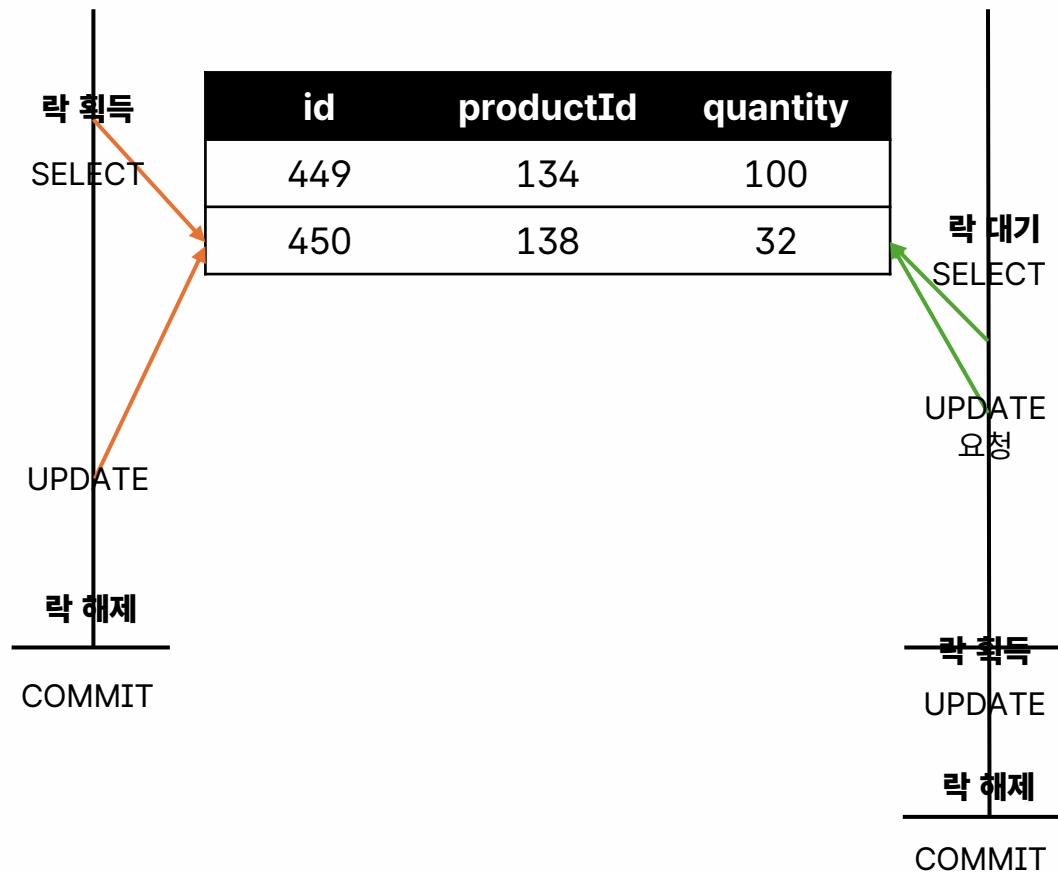 락 획득
SELECT
UPDATE
락 해제
COMMIT
id productId quantity
449 134 100
450 138 32
락 대기
SELECT
UPDATE
요청
락 획득
UPDATE
락 해제
COMMIT